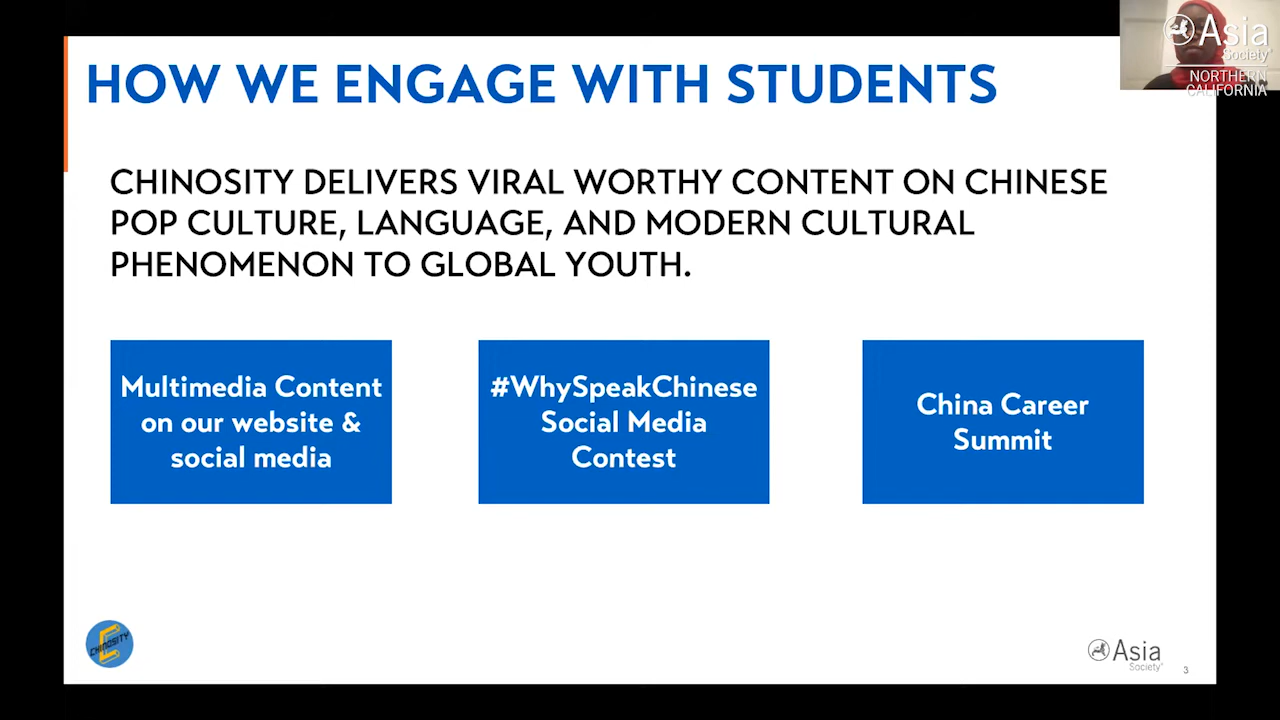 Asia
Society®
NORTHERN
CALIFORNIA
HOW WE ENGAGE WITH STUDENTS
CHINOSITY DELIVERS VIRAL WORTHY CONTENT ON CHINESE
POP CULTURE, LANGUAGE, AND MODERN CULTURAL
PHENOMENON TO GLOBAL YOUTH.
Multimedia Content
on our website &
social media
#WhySpeakChinese
Social Media
Contest
China Career
Summit
CHINOSITY
Asia
Society®
3